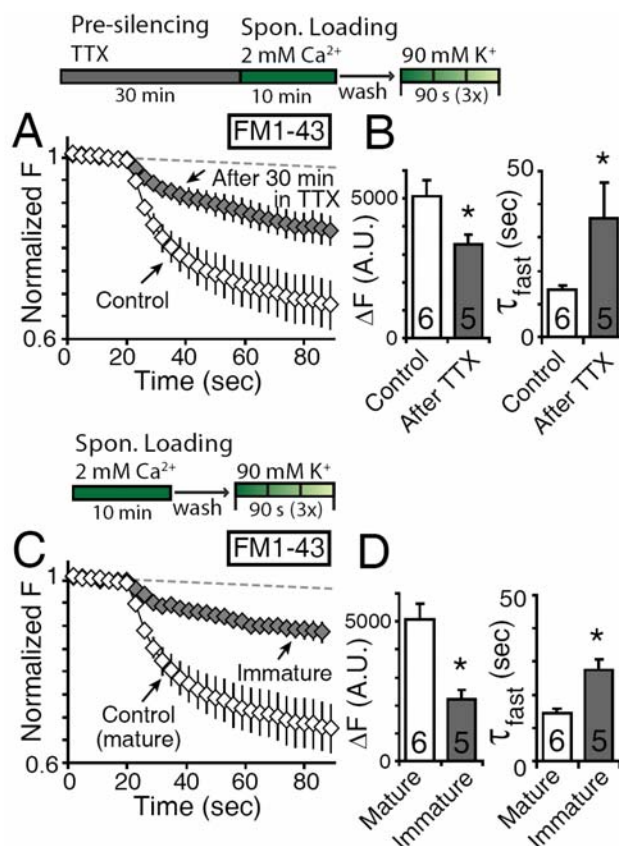 Pre-silencing
TTX
30 min
Spon. Loading
2 mM Ca²⁺
10 min
wash
90 mM K⁺
90 s (3x)
A
FM1-43
Normalized F
1
0.6
After 30 min
in TTX
Control
0 20 40 60 80
Time (sec)
B
ΔF (A.U.)
5000
0
*
6 5
Control
After TTX
τfast (sec)
50
0
*
6 5
Control
After TTX
Spon. Loading
2 mM Ca²⁺
10 min
wash
90 mM K⁺
90 s (3x)
C
FM1-43
Normalized F
1
0.6
Immature
Control
(mature)
0 20 40 60 80
Time (sec)
D
ΔF (A.U.)
5000
0
*
6 5
Mature
Immature
τfast (sec)
50
0
*
6 5
Mature
Immature